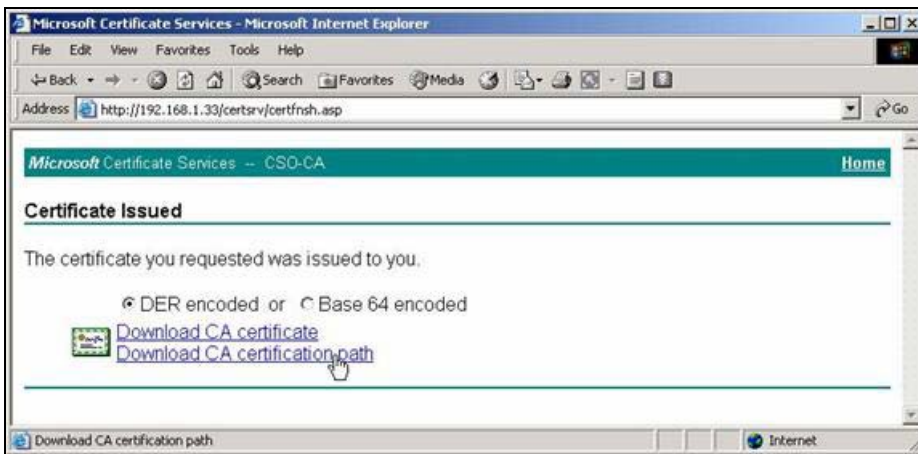 Microsoft Certificate Services - Microsoft Internet Explorer
File Edit View Favorites Tools Help
Back Search Favorites Media
Address http://192.168.1.33/certsrv/certfnsh.asp Go
Microsoft Certificate Services -- CSO-CA Home
Certificate Issued
The certificate you requested was issued to you.
DER encoded or Base 64 encoded
Download CA certificate
Download CA certification path
Download CA certification path Internet